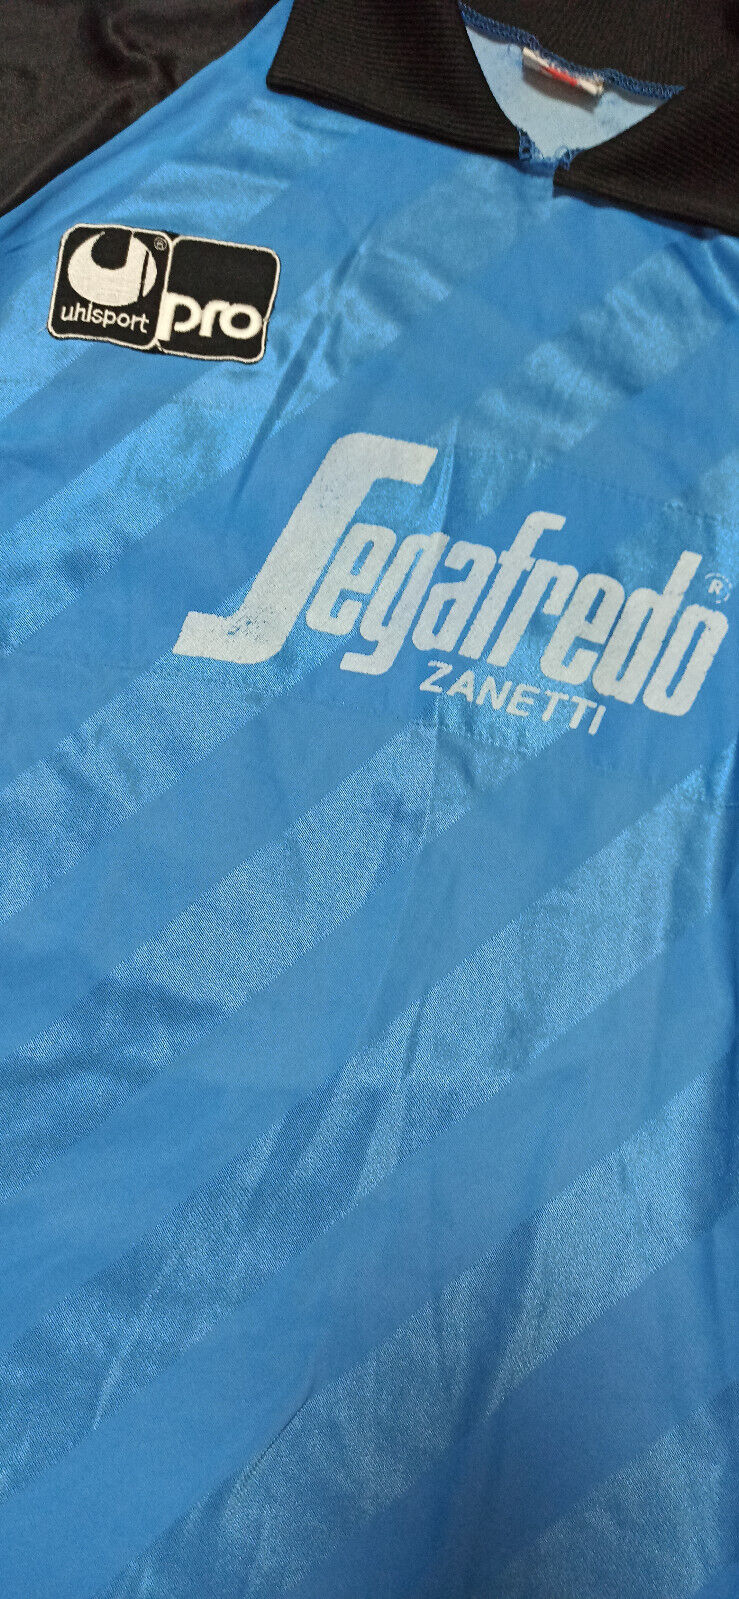 uhlsport ®
pro
Segafredo ®
ZANETTI